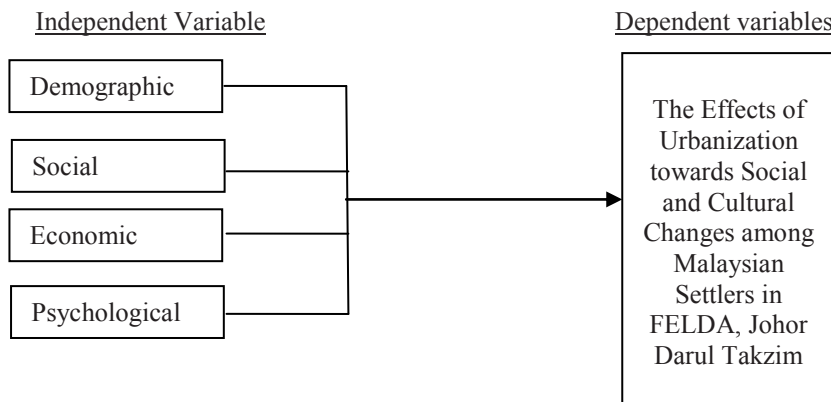 Independent Variable
Dependent variables
Demographic
Social
Economic
Psychological
The Effects of
Urbanization
towards Social
and Cultural
Changes among
Malaysian
Settlers in
FELDA, Johor
Darul Takzim